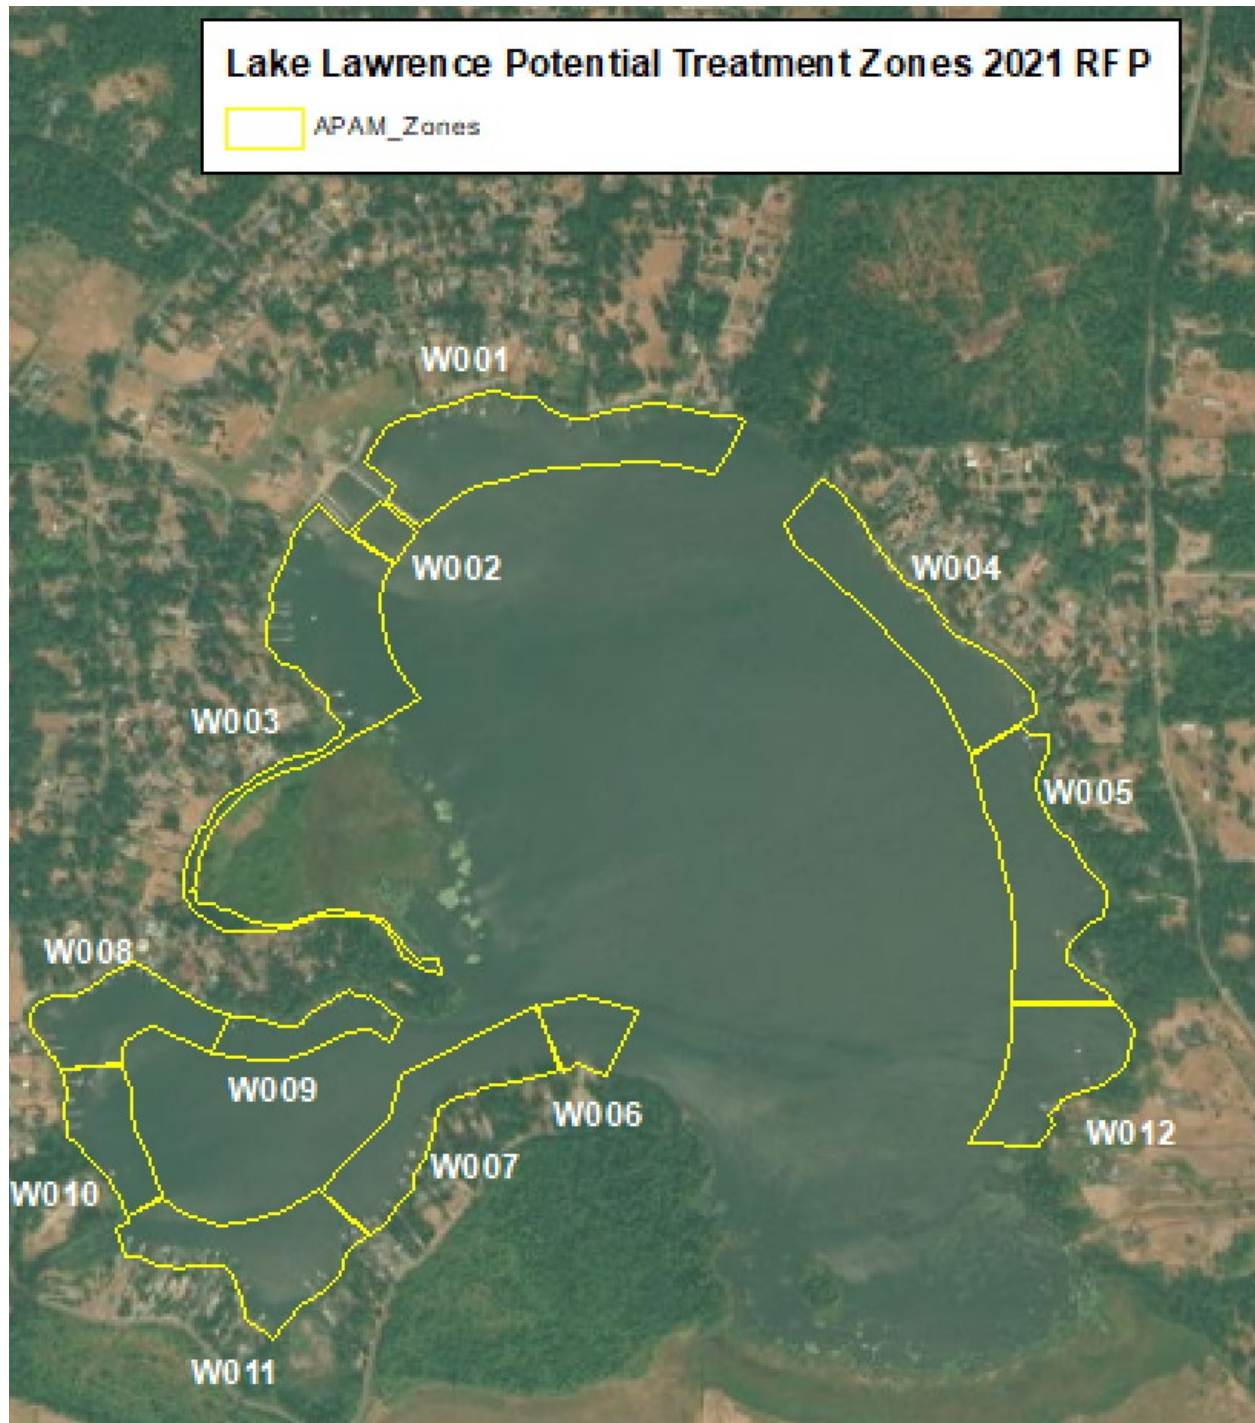 Lake Lawrence Potential Treatment Zones 2021 RFP
APAM_Zones
W001
W002
W004
W003
W005
W008
W009
W006
W012
W007
W010
W011